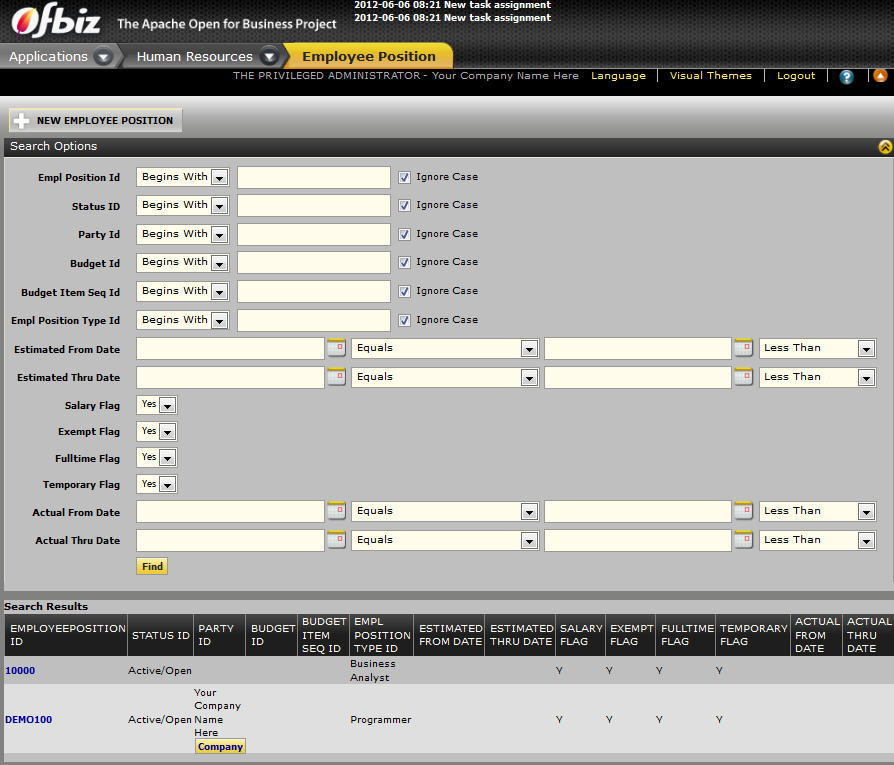 2012-06-06 08:21 New task assignment
2012-06-06 08:21 New task assignment
Ofbiz The Apache Open for Business Project
Applications Human Resources Employee Position
THE PRIVILEGED ADMINISTRATOR - Your Company Name Here Language Visual Themes Logout ?
NEW EMPLOYEE POSITION
Search Options
Empl Position Id Begins With Ignore Case
Status ID Begins With Ignore Case
Party Id Begins With Ignore Case
Budget Id Begins With Ignore Case
Budget Item Seq Id Begins With Ignore Case
Empl Position Type Id Begins With Ignore Case
Estimated From Date Equals Less Than
Estimated Thru Date Equals Less Than
Salary Flag Yes
Exempt Flag Yes
Fulltime Flag Yes
Temporary Flag Yes
Actual From Date Equals Less Than
Actual Thru Date Equals Less Than
Find
Search Results
EMPLOYEEPOSITION ID STATUS ID PARTY ID BUDGET ID BUDGET ITEM SEQ ID EMPL POSITION TYPE ID ESTIMATED FROM DATE ESTIMATED THRU DATE SALARY FLAG EXEMPT FLAG FULLTIME FLAG TEMPORARY FLAG ACTUAL FROM DATE ACTUAL THRU DATE
10000 Active/Open Business Analyst Y Y Y Y
DEMO100 Active/Open Your Company Name Here Company Programmer Y Y Y Y